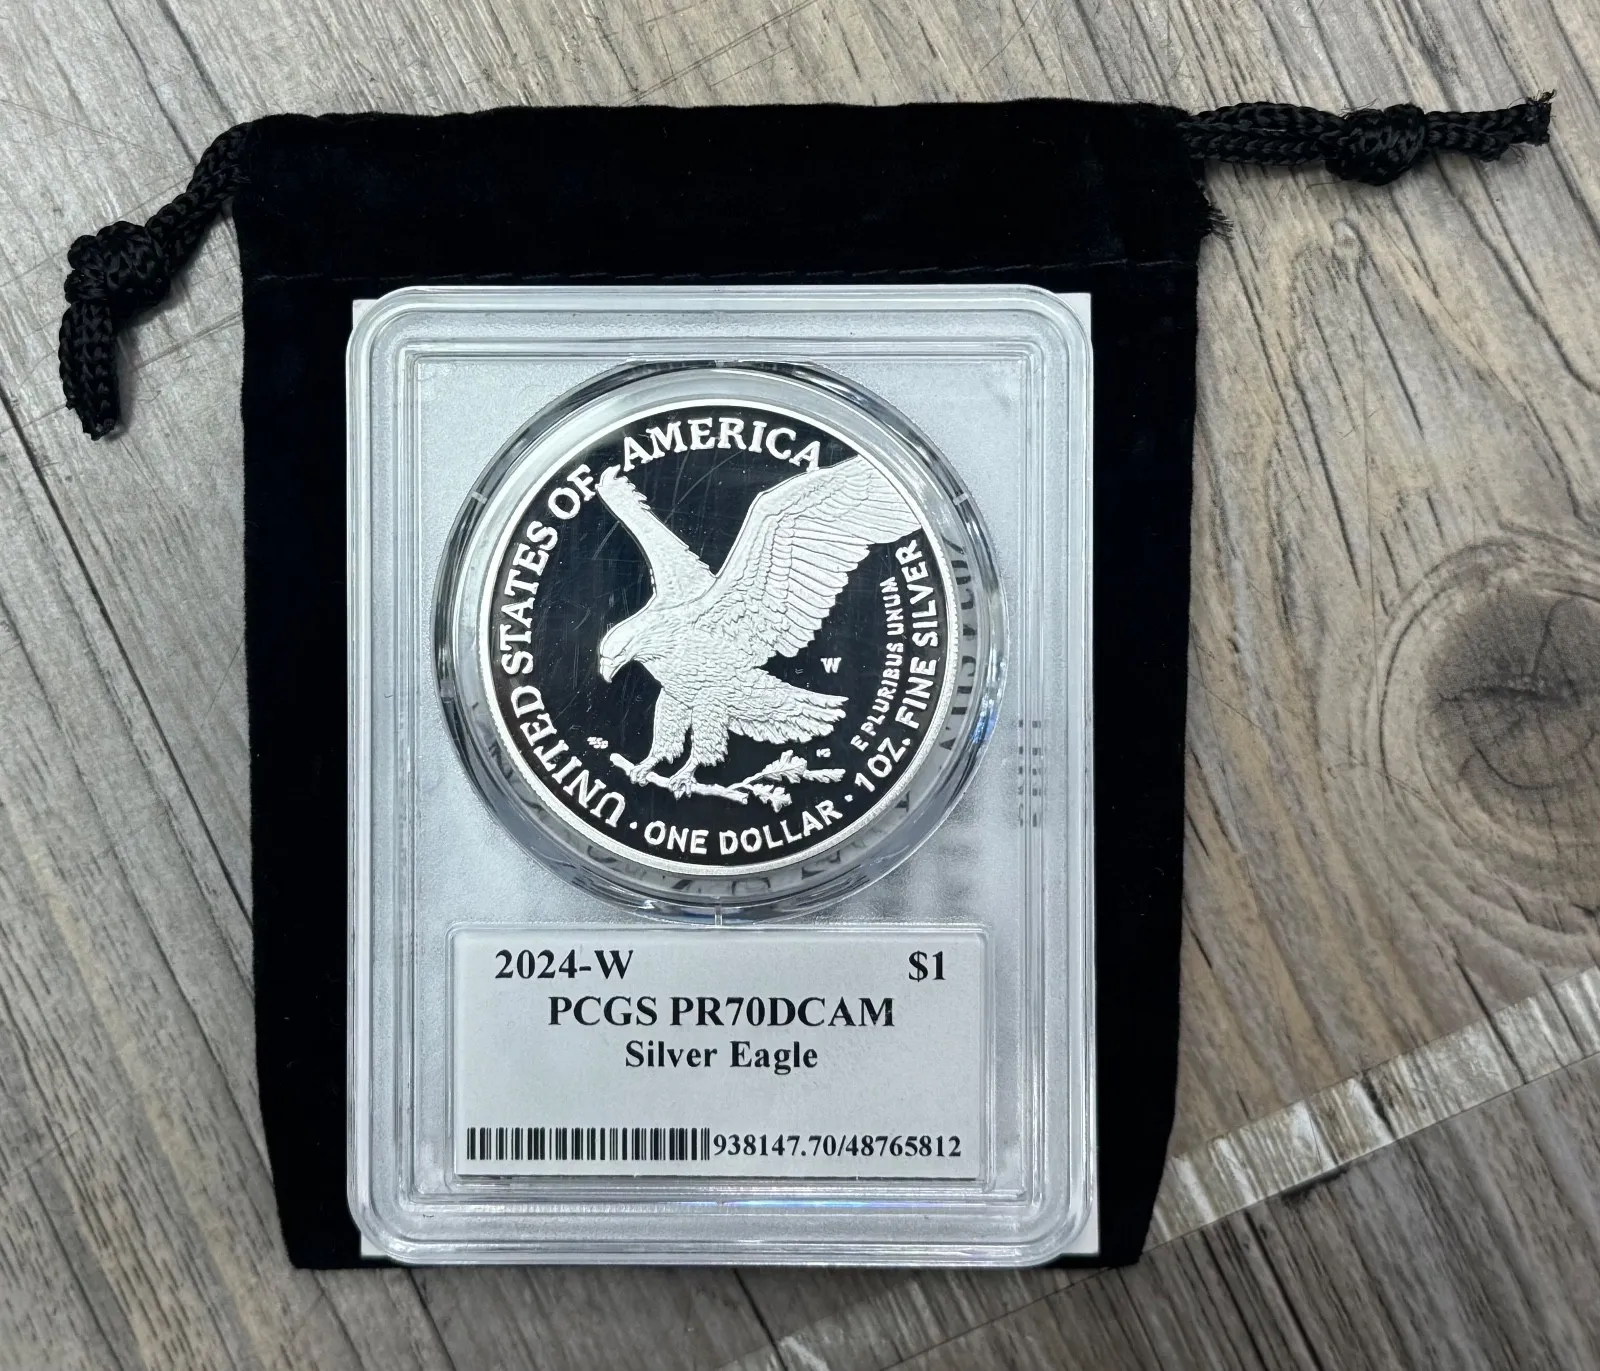 UNITED STATES OF AMERICA
W
E PLURIBUS UNUM
1 OZ. FINE SILVER
· ONE DOLLAR ·
2024-W $1
PCGS PR70DCAM
Silver Eagle
938147.70/48765812